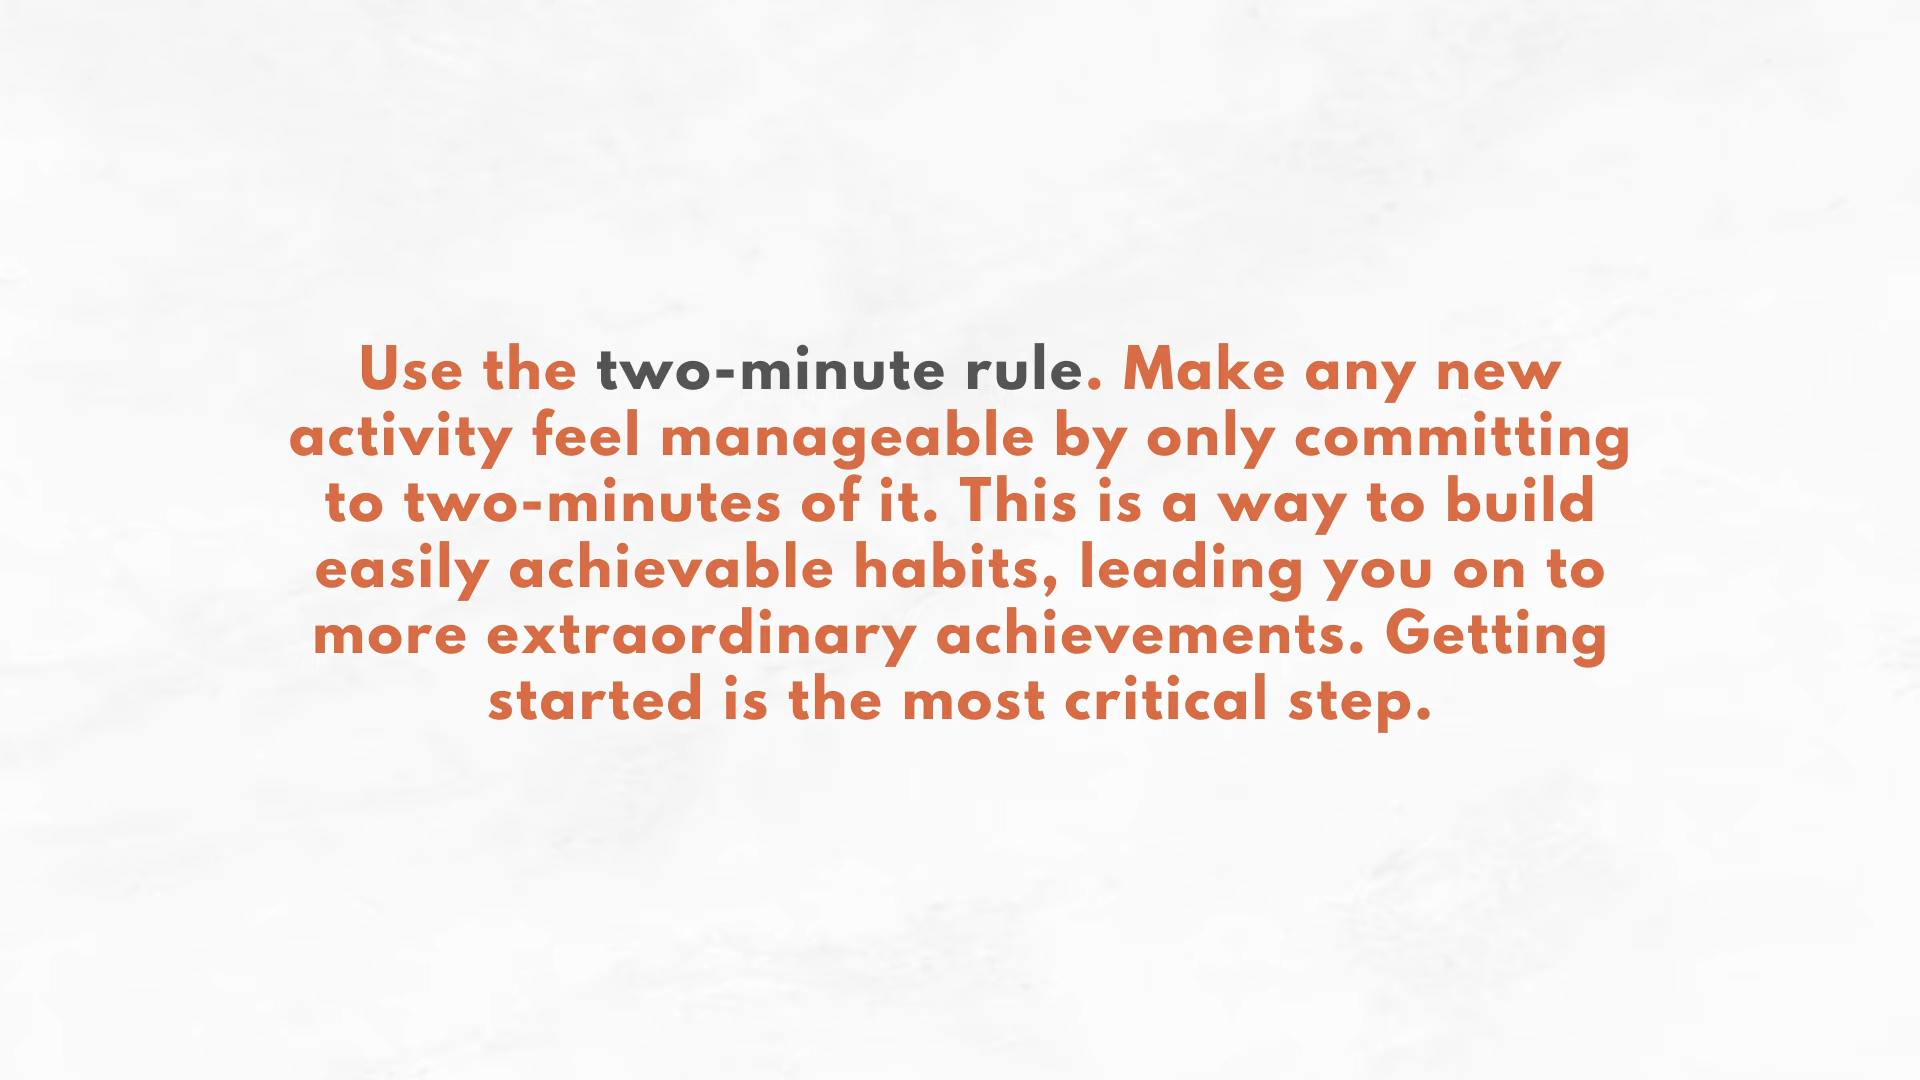 Use the two-minute rule. Make any new
activity feel manageable by only committing
to two-minutes of it. This is a way to build
easily achievable habits, leading you on to
more extraordinary achievements. Getting
started is the most critical step.